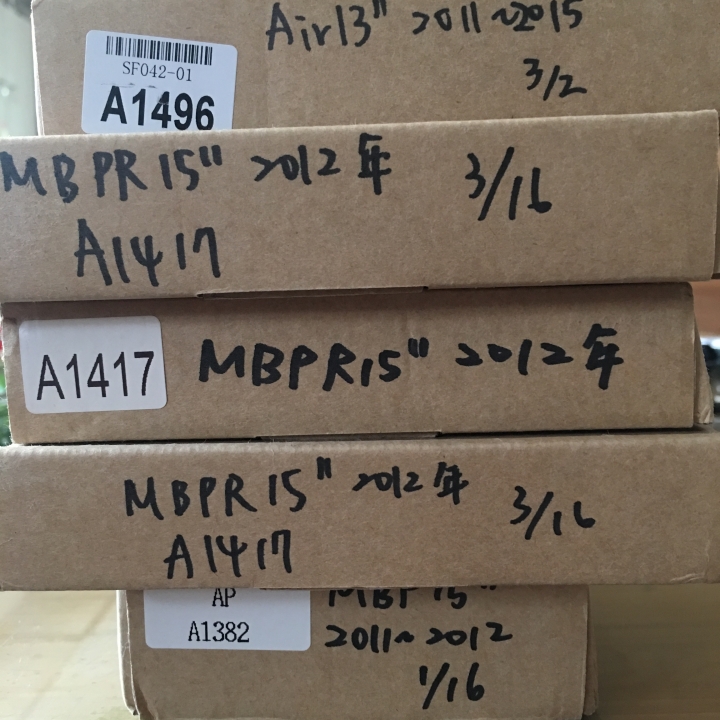 Air13" 2011~2015
SF042-01
3/2
A1496
MBPR15" 2012年 3/16
A1417
A1417
MBPR15" 2012年
MBPR15" 2012年 3/16
A1417
AP
MBP 15"
A1382
2011~2012
1/16